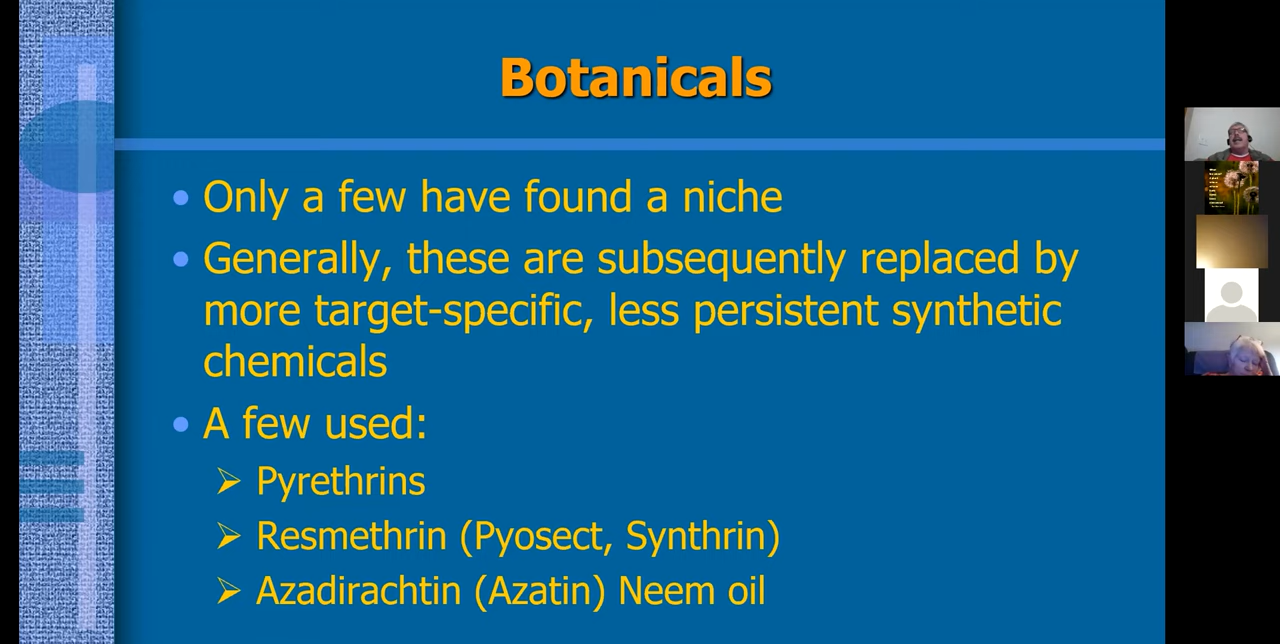 Botanicals
• Only a few have found a niche
• Generally, these are subsequently replaced by
more target-specific, less persistent synthetic
chemicals
• A few used:
➢ Pyrethrins
➢ Resmethrin (Pyosect, Synthrin)
➢ Azadirachtin (Azatin) Neem oil